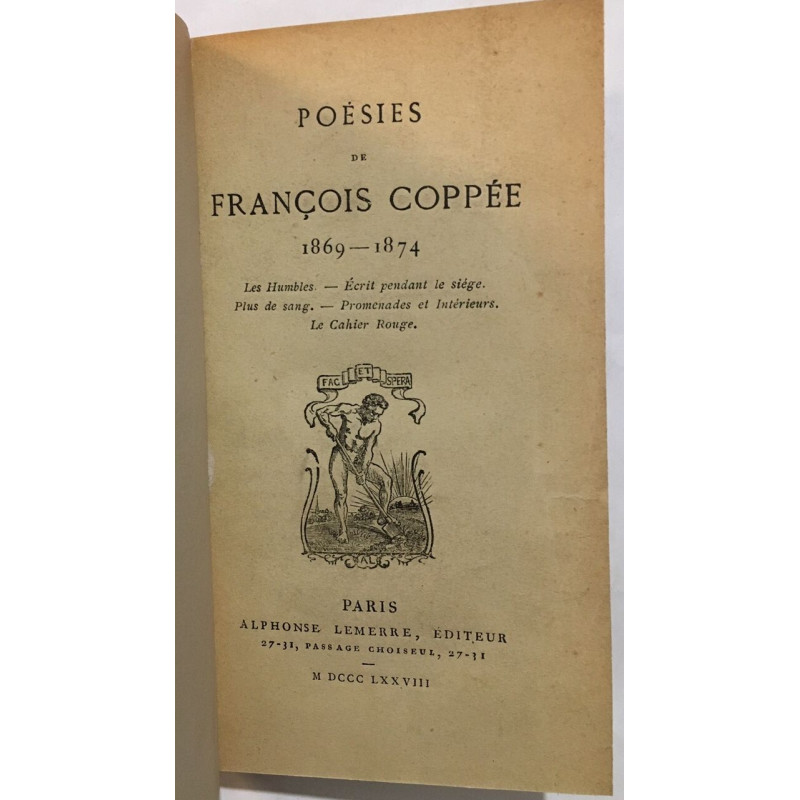 POÉSIES
DE
FRANÇOIS COPPÉE
1869—1874
Les Humbles. — Écrit pendant le siége.
Plus de sang. — Promenades et Intérieurs.
Le Cahier Rouge.
FAC ET SPERA
PARIS
ALPHONSE LEMERRE, ÉDITEUR
27-31, PASSAGE CHOISEUL, 27-31
—
M DCCC LXXVIII